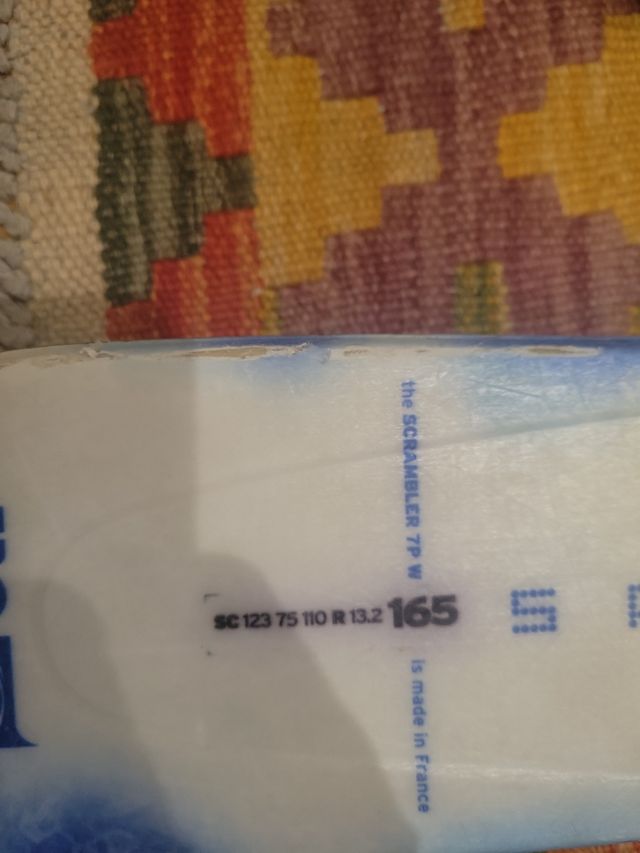 the SCRAMBLER 7P W
SC 123 75 110 R 13.2 165
is made in France